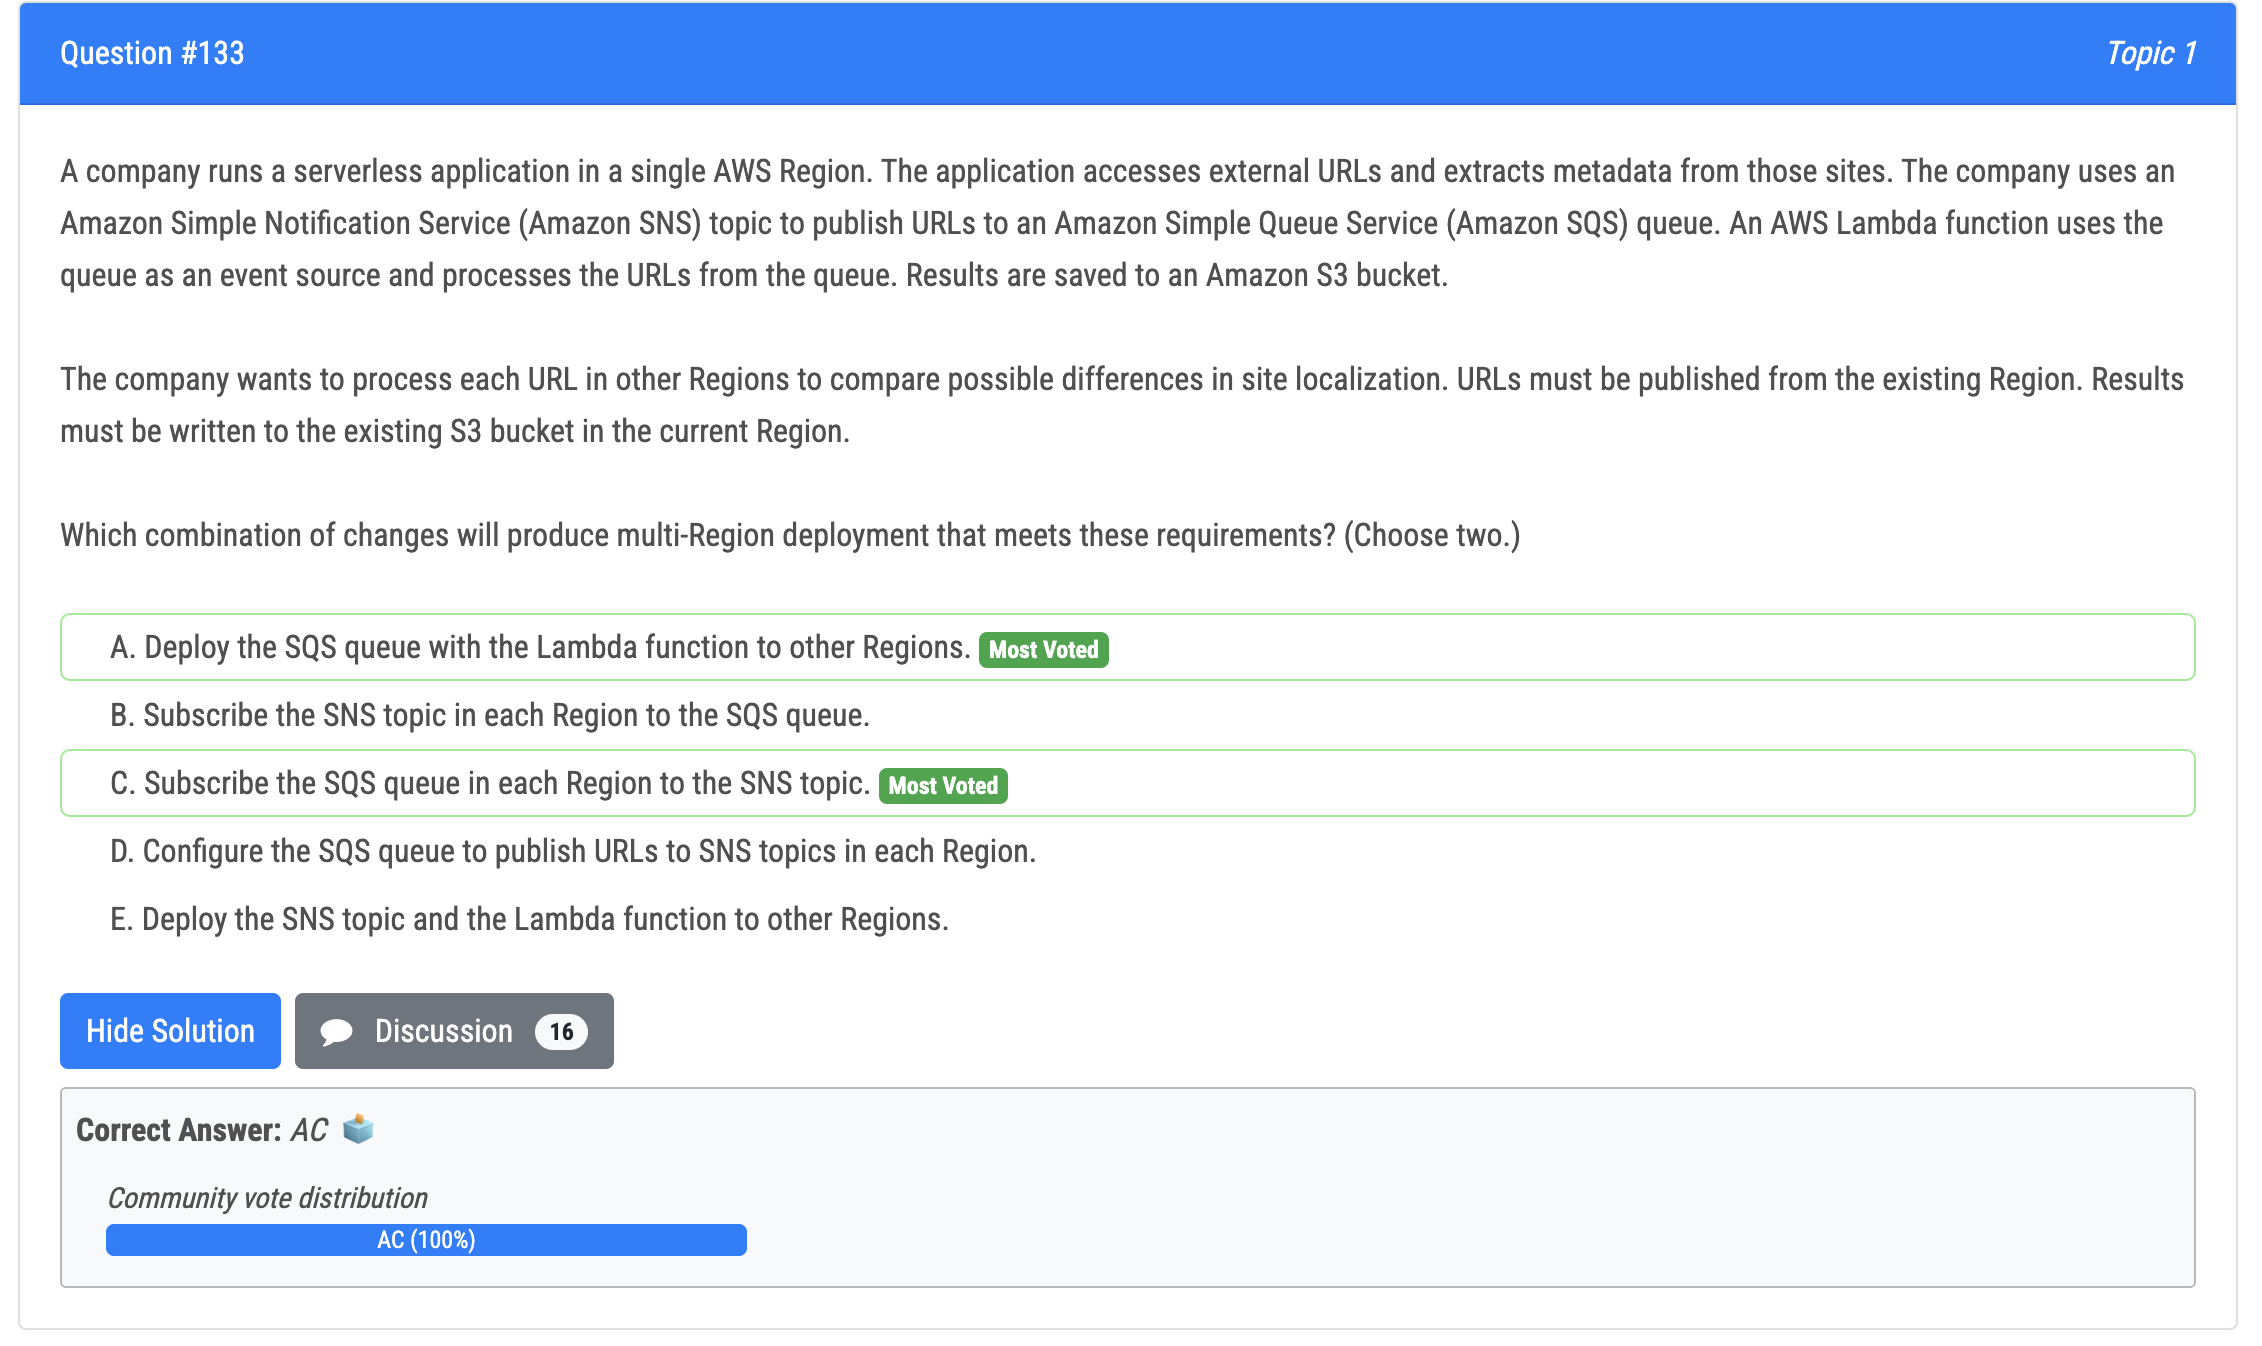 Question #133
Topic 1
A company runs a serverless application in a single AWS Region. The application accesses external URLs and extracts metadata from those sites. The company uses an
Amazon Simple Notification Service (Amazon SNS) topic to publish URLs to an Amazon Simple Queue Service (Amazon SQS) queue. An AWS Lambda function uses the
queue as an event source and processes the URLs from the queue. Results are saved to an Amazon S3 bucket.
The company wants to process each URL in other Regions to compare possible differences in site localization. URLs must be published from the existing Region. Results
must be written to the existing S3 bucket in the current Region.
Which combination of changes will produce multi-Region deployment that meets these requirements? (Choose two.)
A. Deploy the SQS queue with the Lambda function to other Regions. Most Voted
B. Subscribe the SNS topic in each Region to the SQS queue.
C. Subscribe the SQS queue in each Region to the SNS topic. Most Voted
D. Configure the SQS queue to publish URLs to SNS topics in each Region.
E. Deploy the SNS topic and the Lambda function to other Regions.
Hide Solution
Discussion 16
Correct Answer: AC
Community vote distribution
AC (100%)